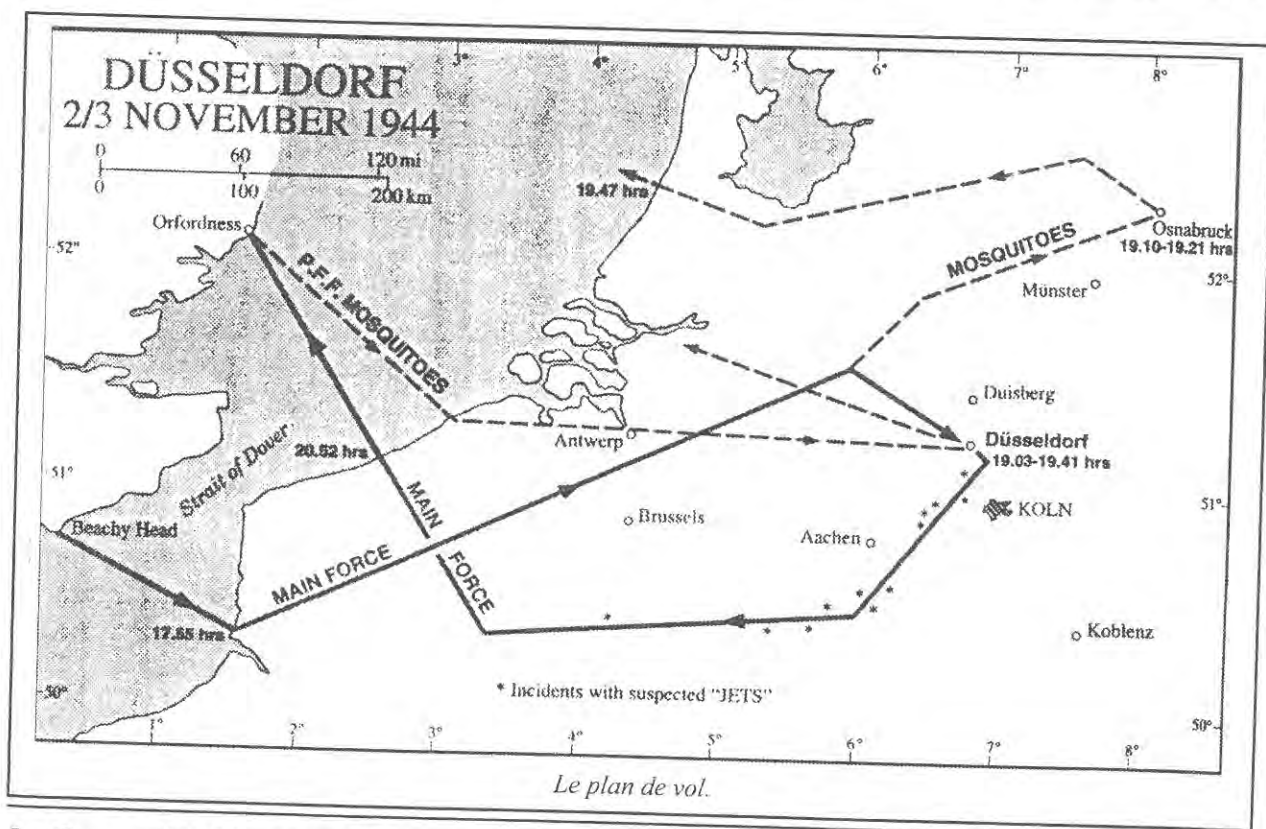 DÜSSELDORF
2/3 NOVEMBER 1944
0 60 120 mi
0 100 200 km
3° 4° 5° 6° 7° 8°
Orfordness
52°
19.47 hrs
Osnabruck
19.10-19.21 hrs
MOSQUITOES
52°
Münster
P.F.F. MOSQUITOES
Duisberg
Antwerp
Düsseldorf
19.03-19.41 hrs
20.52 hrs
51°
Strait of Dover
MAIN FORCE
51°
KOLN
Brussels
Aachen
Beachy Head
MAIN FORCE
17.55 hrs
Koblenz
* Incidents with suspected "JETS"
50°
50°
1° 2° 3° 4° 5° 6° 7° 8°
Le plan de vol.